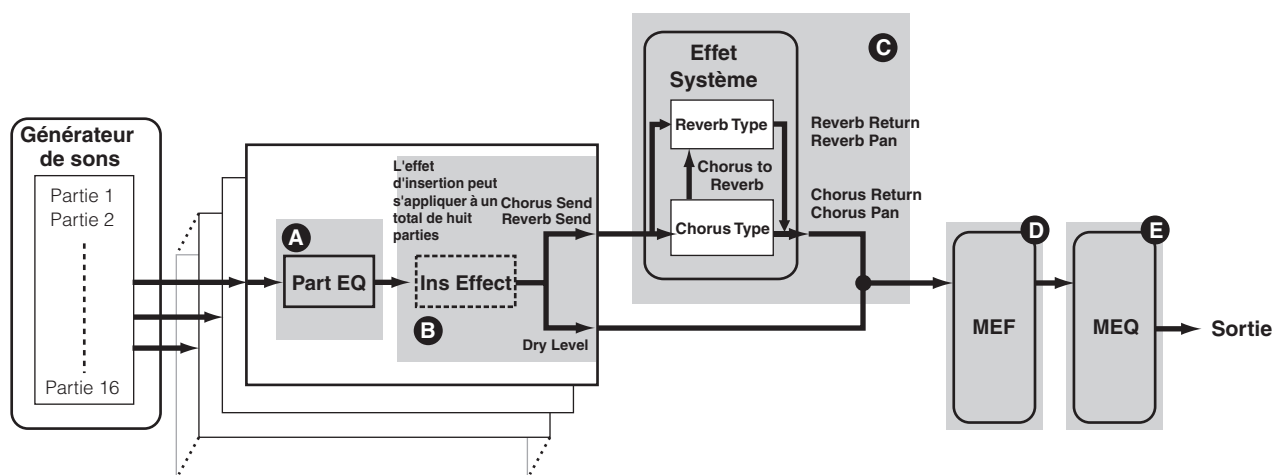 Générateur
de sons
Partie 1
Partie 2
Partie 16
A
Part EQ
L'effet
d'insertion peut
s'appliquer à un
total de huit
parties
Chorus Send
Reverb Send
Ins Effect
B
Dry Level
C
Effet
Système
Reverb Type
Chorus to
Reverb
Chorus Type
Reverb Return
Reverb Pan
Chorus Return
Chorus Pan
D
MEF
E
MEQ
Sortie